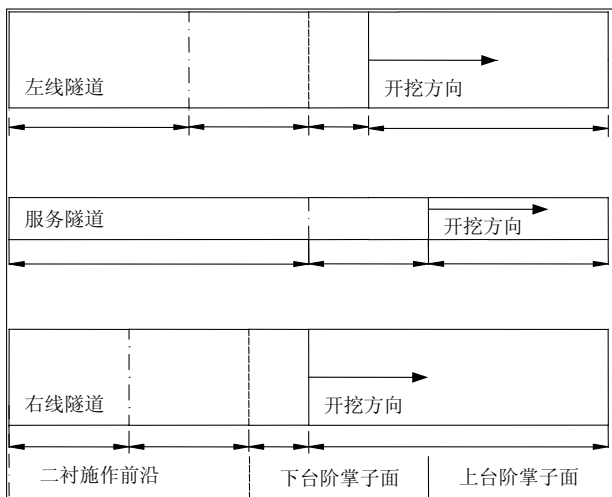 左线隧道
开挖方向
服务隧道
开挖方向
右线隧道
开挖方向
二衬施作前沿
下台阶掌子面
上台阶掌子面